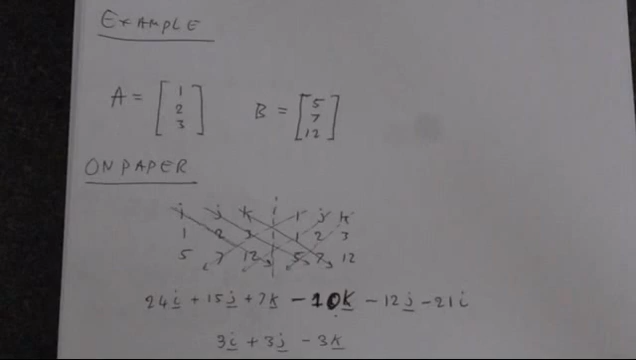 EXAMPLE
A = [1 2 3] B = [5 7 12]
ON PAPER
i j k i j k
1 2 3 1 2 3
5 7 12 5 7 12
24i + 15j + 7k - 10k - 12j - 21i
3i + 3j - 3k